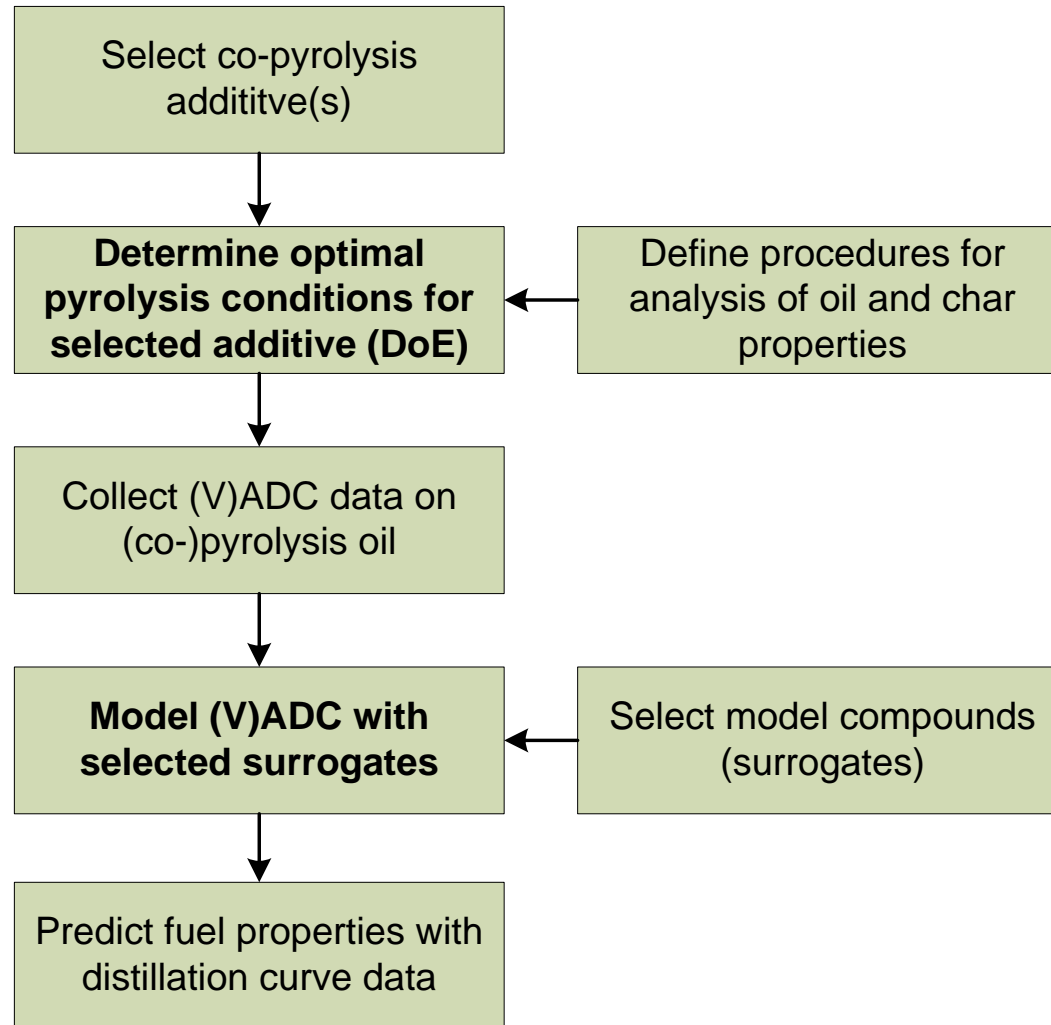 Select co-pyrolysis
addititve(s)
Determine optimal
pyrolysis conditions for
selected additive (DoE)
Define procedures for
analysis of oil and char
properties
Collect (V)ADC data on
(co-)pyrolysis oil
Model (V)ADC with
selected surrogates
Select model compounds
(surrogates)
Predict fuel properties with
distillation curve data